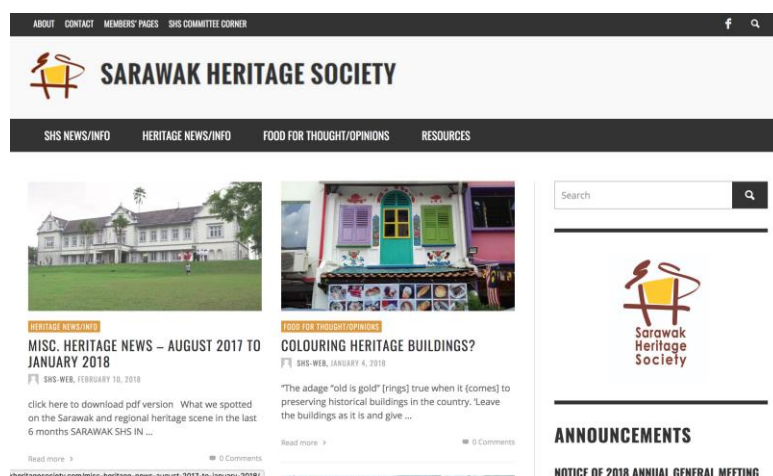 ABOUT CONTACT MEMBERS' PAGES SHS COMMITTEE CORNER
SARAWAK HERITAGE SOCIETY
SHS NEWS/INFO HERITAGE NEWS/INFO FOOD FOR THOUGHT/OPINIONS RESOURCES
HERITAGE NEWS/INFO
MISC. HERITAGE NEWS – AUGUST 2017 TO
JANUARY 2018
SHS-WEB, FEBRUARY 10, 2018
click here to download pdf version What we spotted
on the Sarawak and regional heritage scene in the last
6 months SARAWAK SHS IN ...
Read more >
0 Comments
FOOD FOR THOUGHT/OPINIONS
COLOURING HERITAGE BUILDINGS?
SHS-WEB, JANUARY 4, 2018
"The adage "old is gold" [rings] true when it {comes] to
preserving historical buildings in the country. 'Leave
the buildings as it is and give ...
Read more >
0 Comments
Search
Sarawak
Heritage
Society
ANNOUNCEMENTS
NOTICE OF 2018 ANNUAL GENERAL MEETING